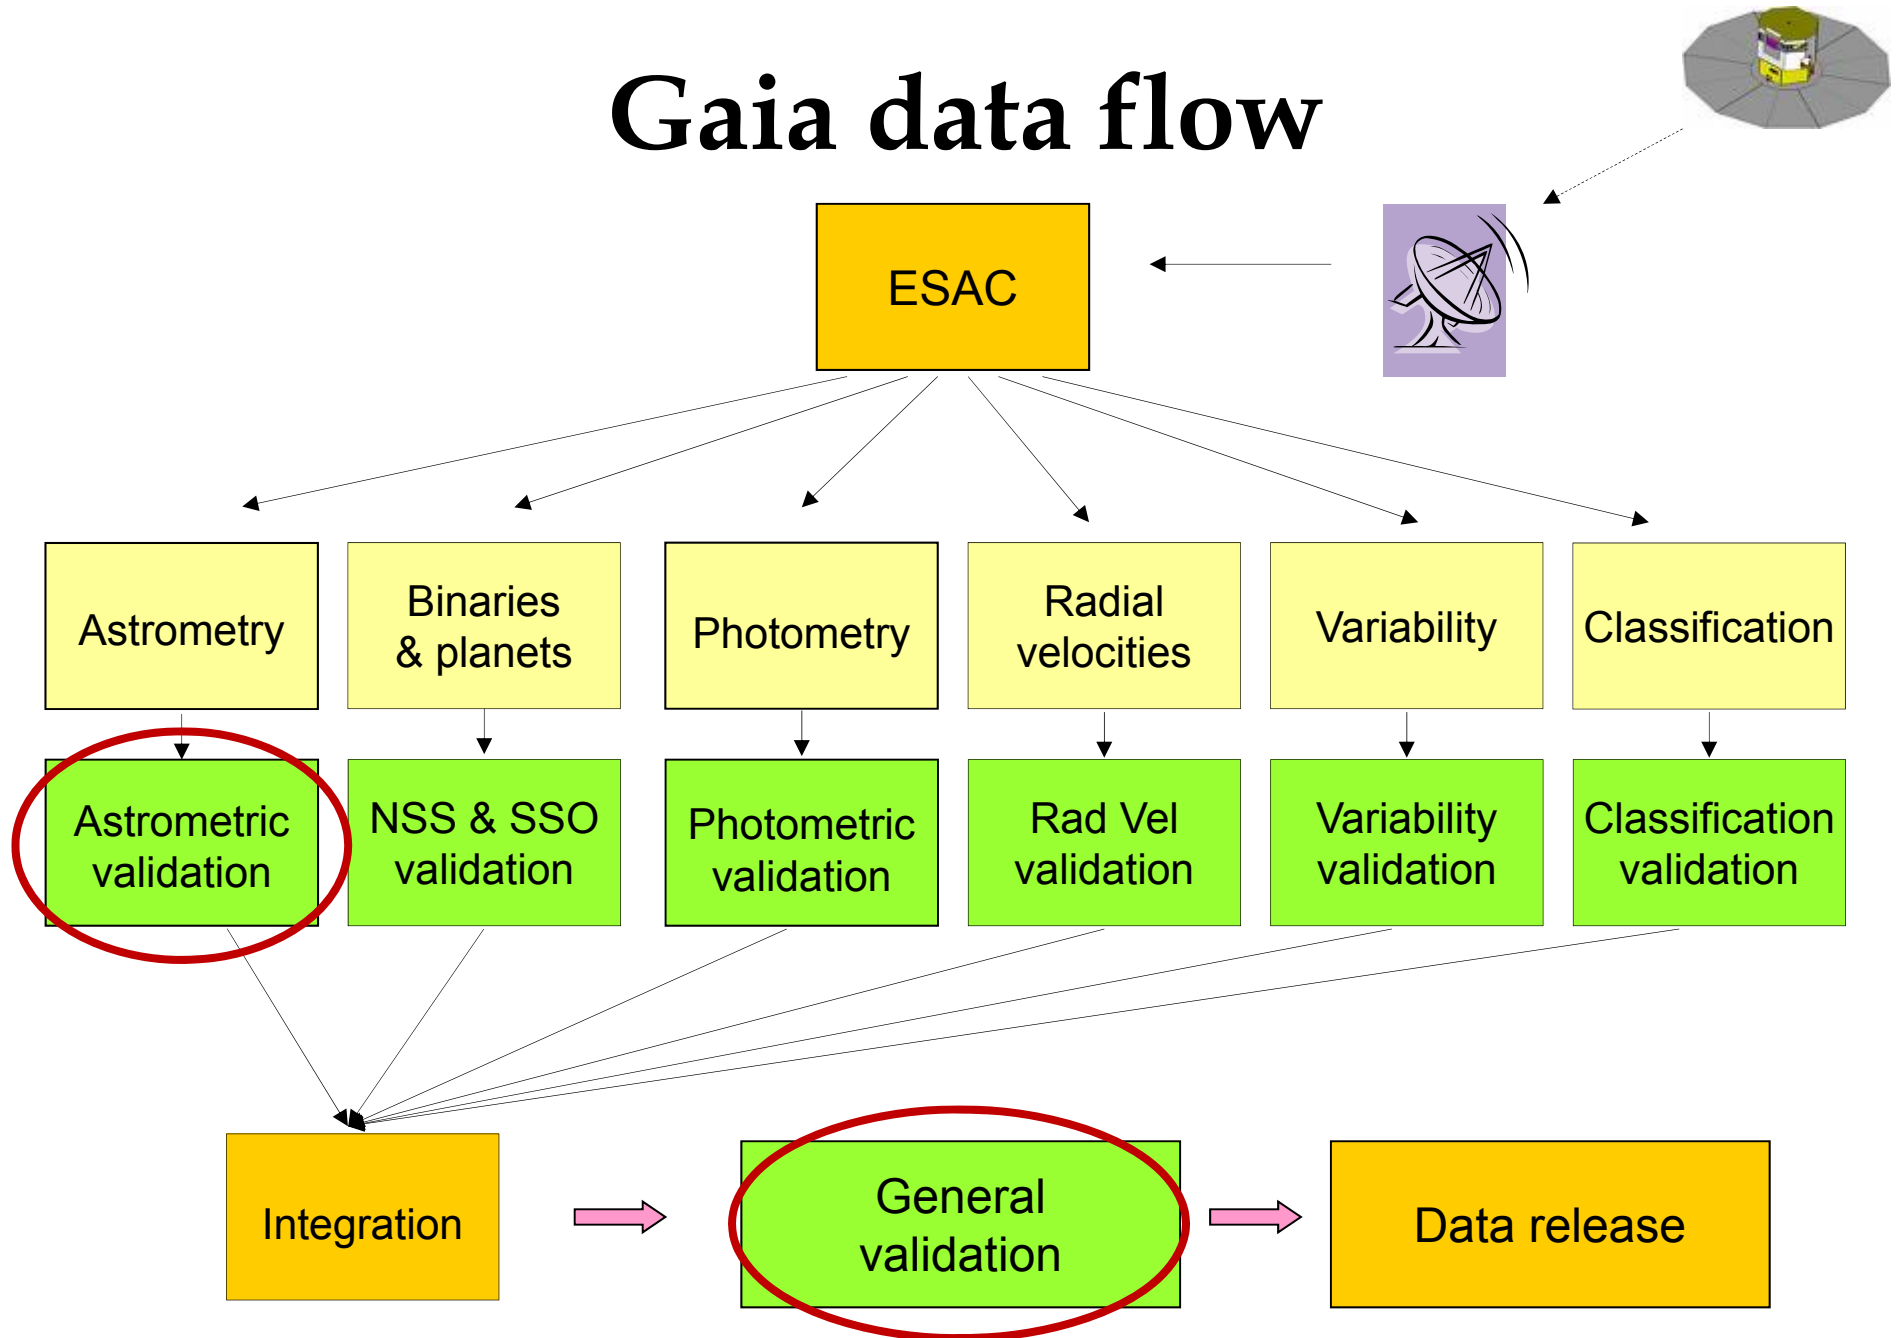 Gaia data flow
ESAC
Astrometry
Binaries
& planets
Photometry
Radial
velocities
Variability
Classification
Astrometric
validation
NSS & SSO
validation
Photometric
validation
Rad Vel
validation
Variability
validation
Classification
validation
Integration
General
validation
Data release